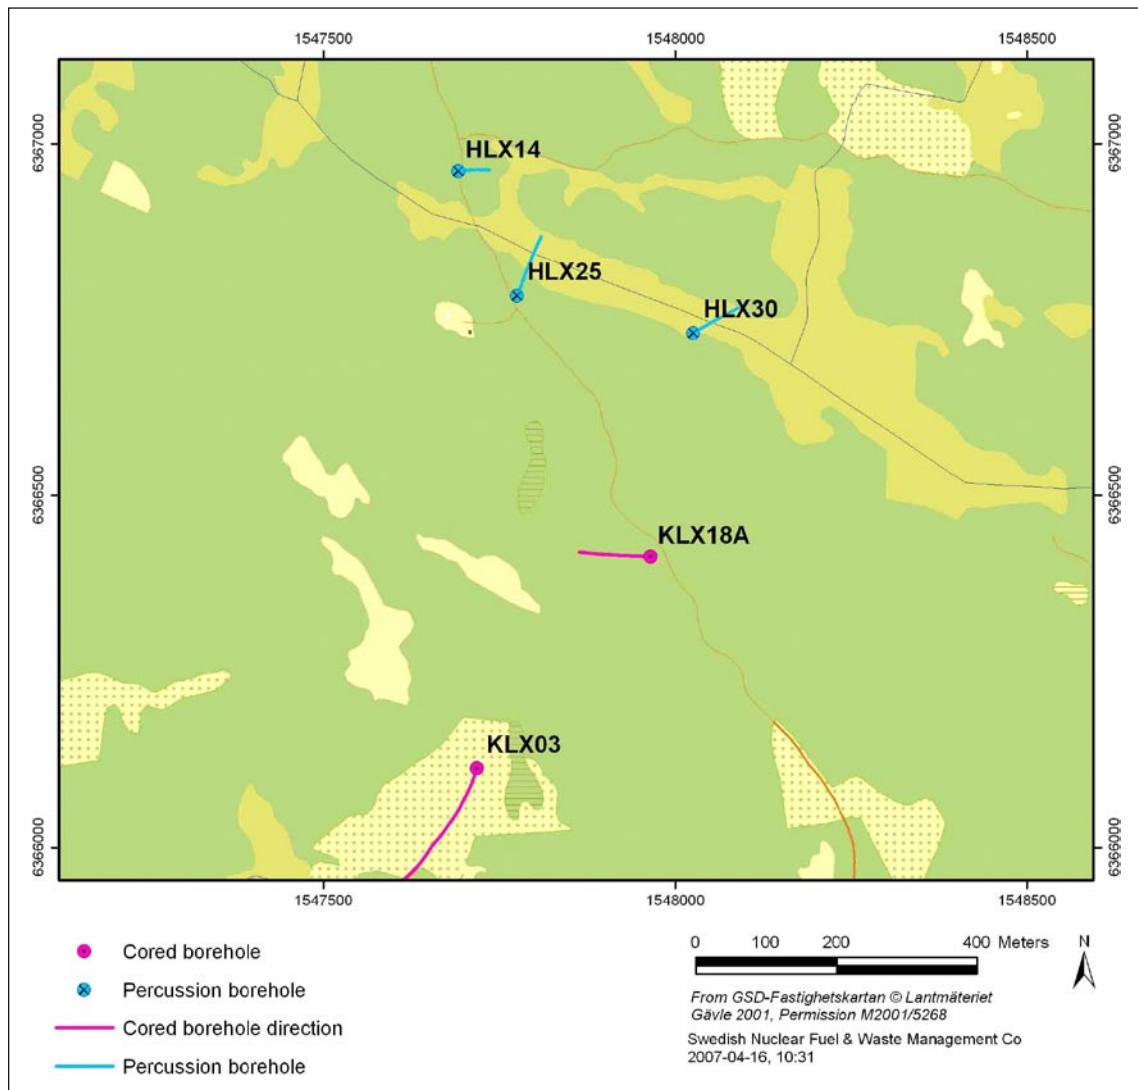 1547500
1548000
1548500
6367000
6367000
HLX14
HLX25
HLX30
6366500
6366500
KLX18A
KLX03
6366000
6366000
1547500
1548000
1548500
Cored borehole
Percussion borehole
Cored borehole direction
Percussion borehole
0 100 200 400 Meters
N
From GSD-Fastighetskartan © Lantmäteriet
Gävle 2001, Permission M2001/5268
Swedish Nuclear Fuel & Waste Management Co
2007-04-16, 10:31